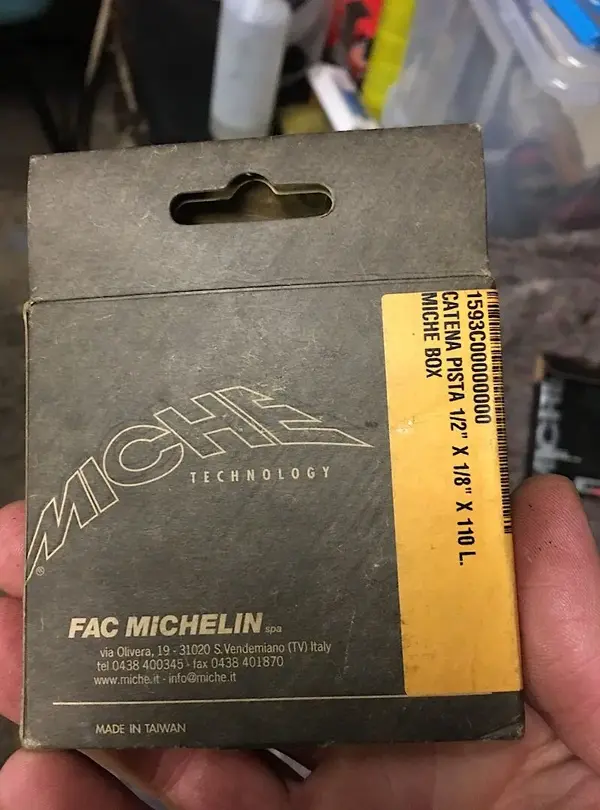 1593C00000000
CATENA PISTA 1/2" X 1/8" X 110 L.
MICHE BOX
MICHE
TECHNOLOGY
®
FAC MICHELIN spa
via Olivera, 19 - 31020 S.Vendemiano (TV) Italy
tel 0438 400345 - fax 0438 401870
www.miche.it - info@miche.it
MADE IN TAIWAN